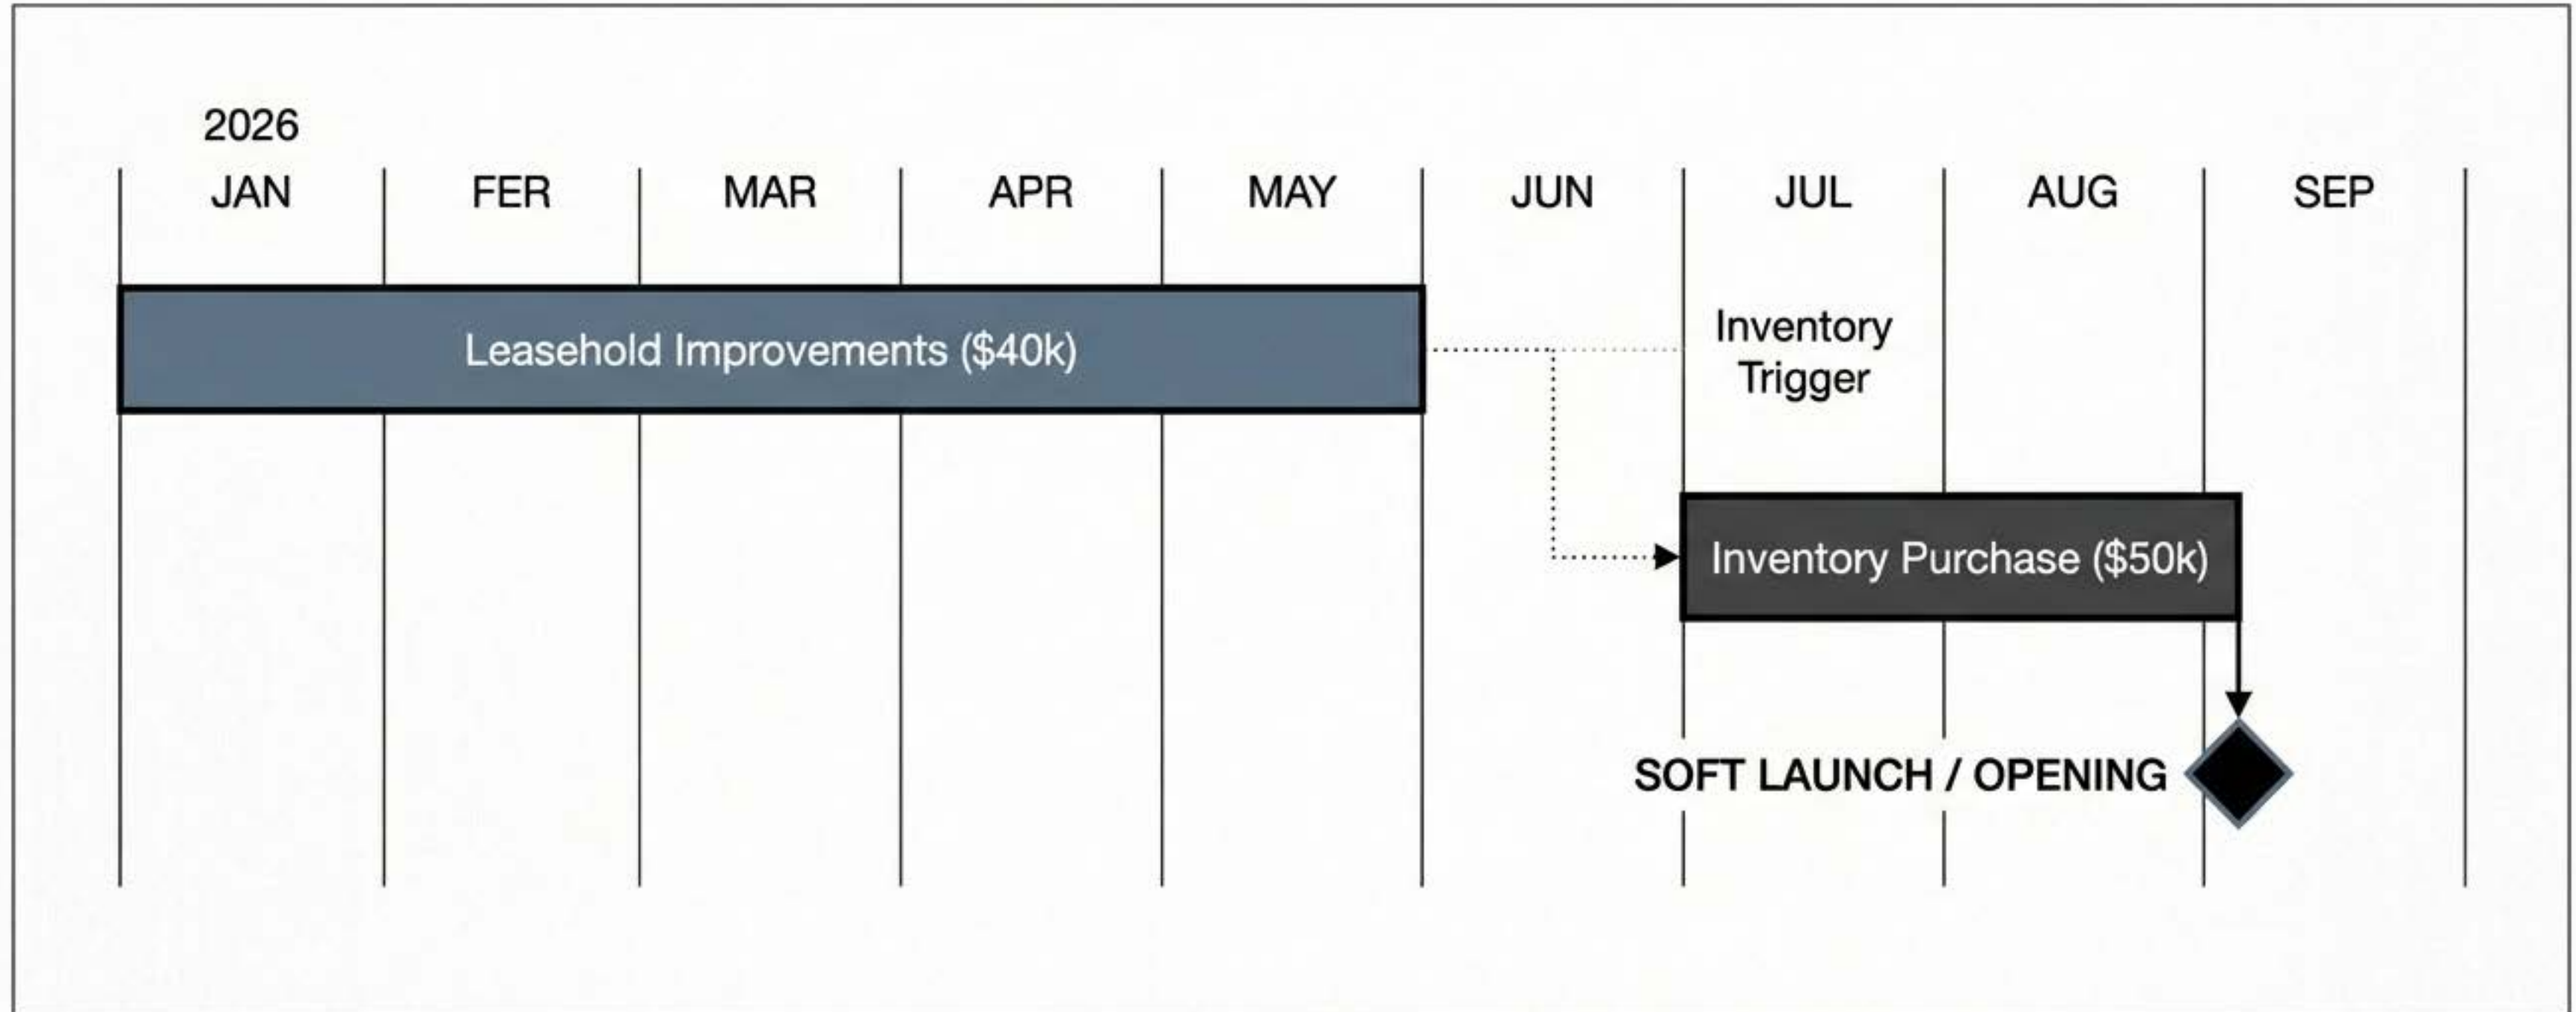 2026
JAN FER MAR APR MAY JUN JUL AUG SEP
Leasehold Improvements ($40k)
Inventory
Trigger
Inventory Purchase ($50k)
SOFT LAUNCH / OPENING